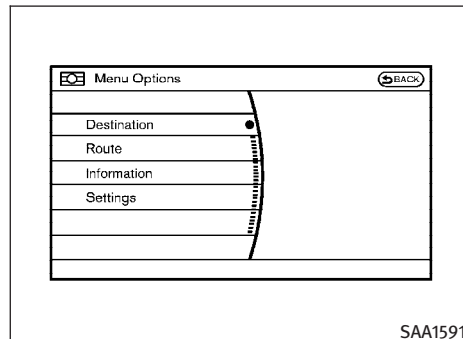 Menu Options
BACK
Destination
Route
Information
Settings
SAA1591